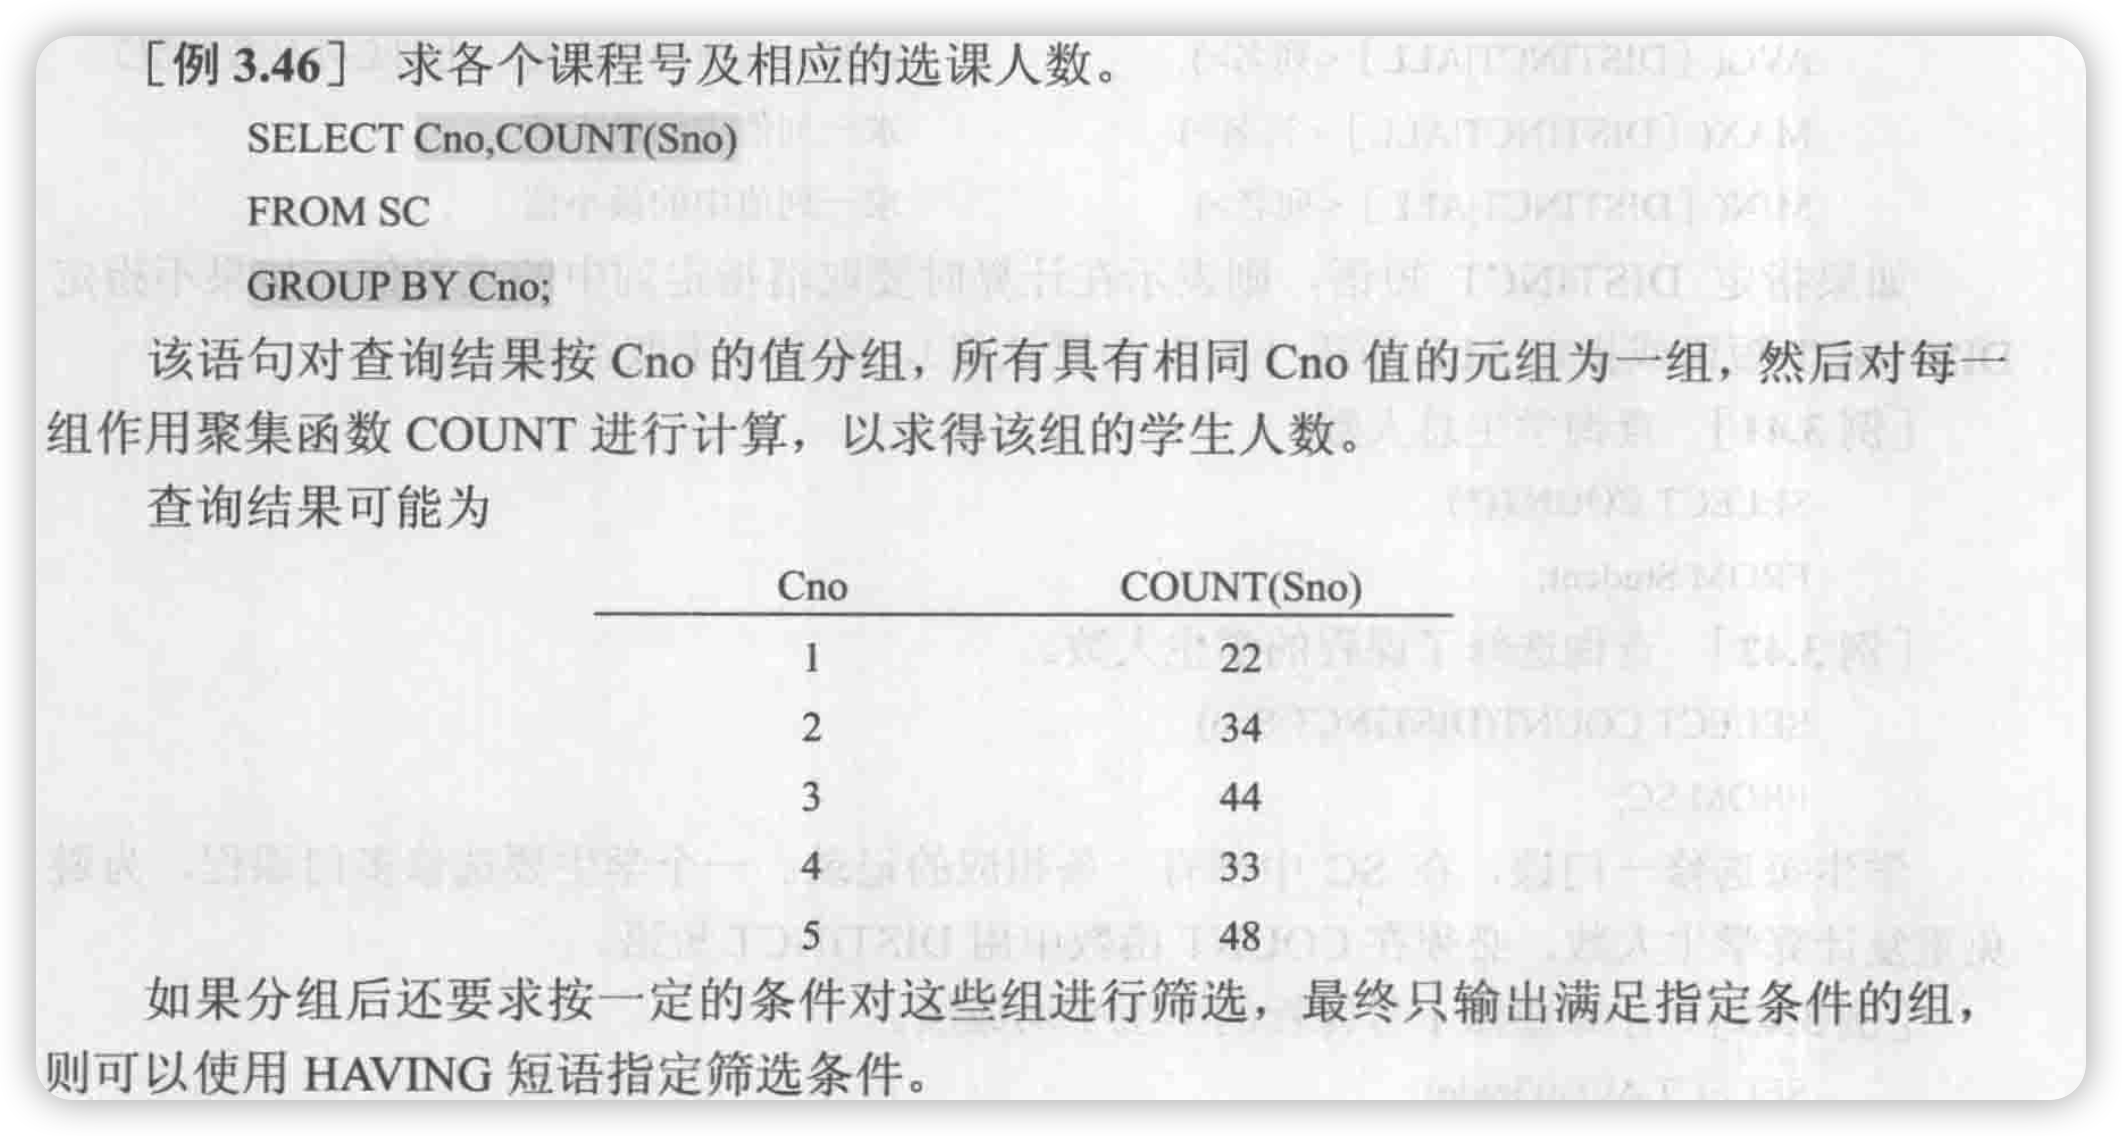 ［例 3.46］ 求各个课程号及相应的选课人数。
SELECT Cno,COUNT(Sno)
FROM SC
GROUP BY Cno;
该语句对查询结果按 Cno 的值分组，所有具有相同 Cno 值的元组为一组，然后对每一
组作用聚集函数 COUNT 进行计算，以求得该组的学生人数。
查询结果可能为
Cno COUNT(Sno)
1 22
2 34
3 44
4 33
5 48
如果分组后还要求按一定的条件对这些组进行筛选，最终只输出满足指定条件的组，
则可以使用 HAVING 短语指定筛选条件。